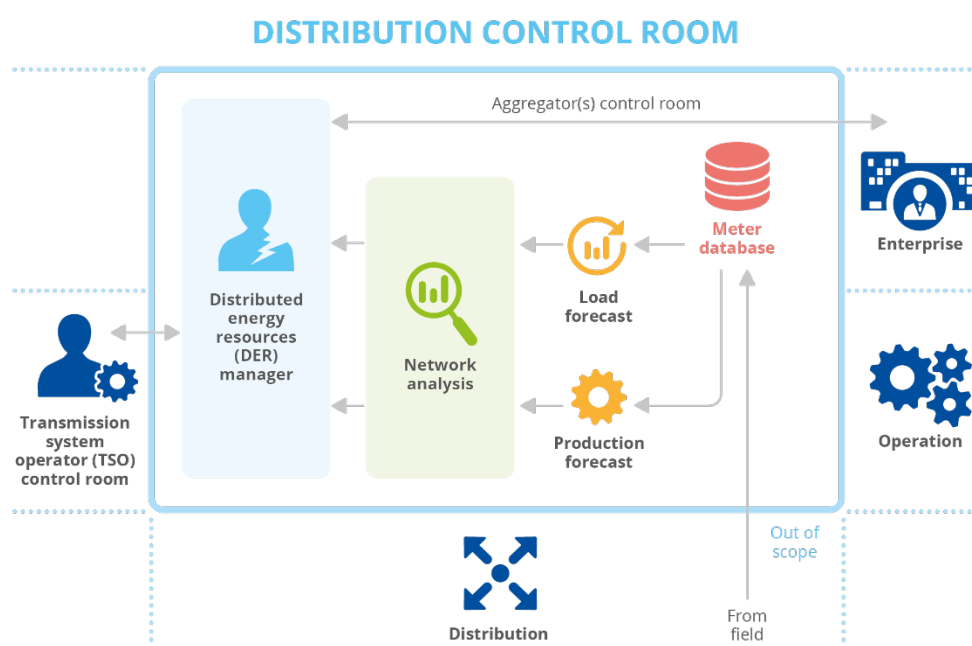 DISTRIBUTION CONTROL ROOM
Aggregator(s) control room
Meter
database
Enterprise
Distributed
energy
resources
(DER)
manager
Load
forecast
Network
analysis
Transmission
system
operator (TSO)
control room
Production
forecast
Operation
Out of
scope
From
field
Distribution